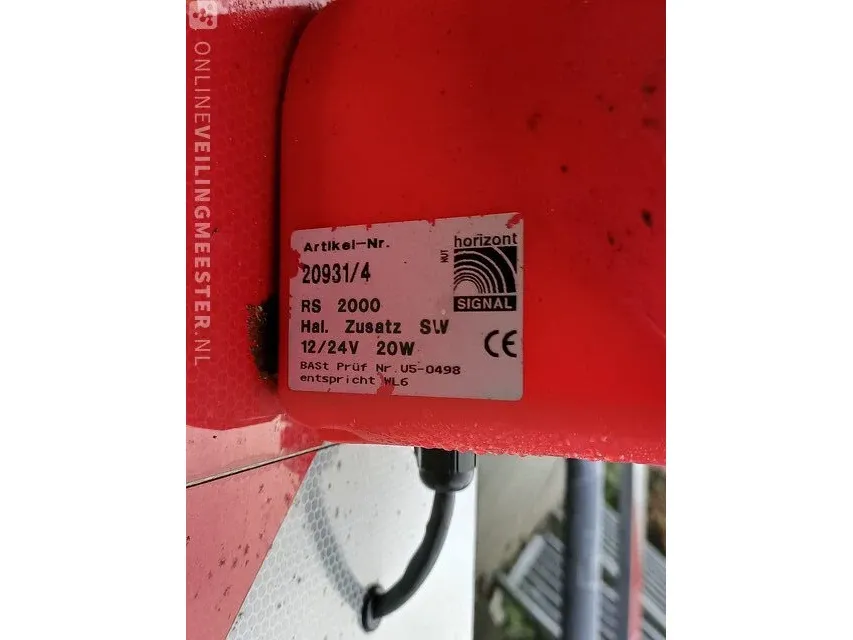 ONLINEVEILINGMEESTER.NL
Artikel-Nr.
20931/4
RS 2000
Hal. Zusatz SW
12/24V 20W
BASt Prüf Nr.U5-0498
entspricht WL6
HUT
horizont
SIGNAL
CE